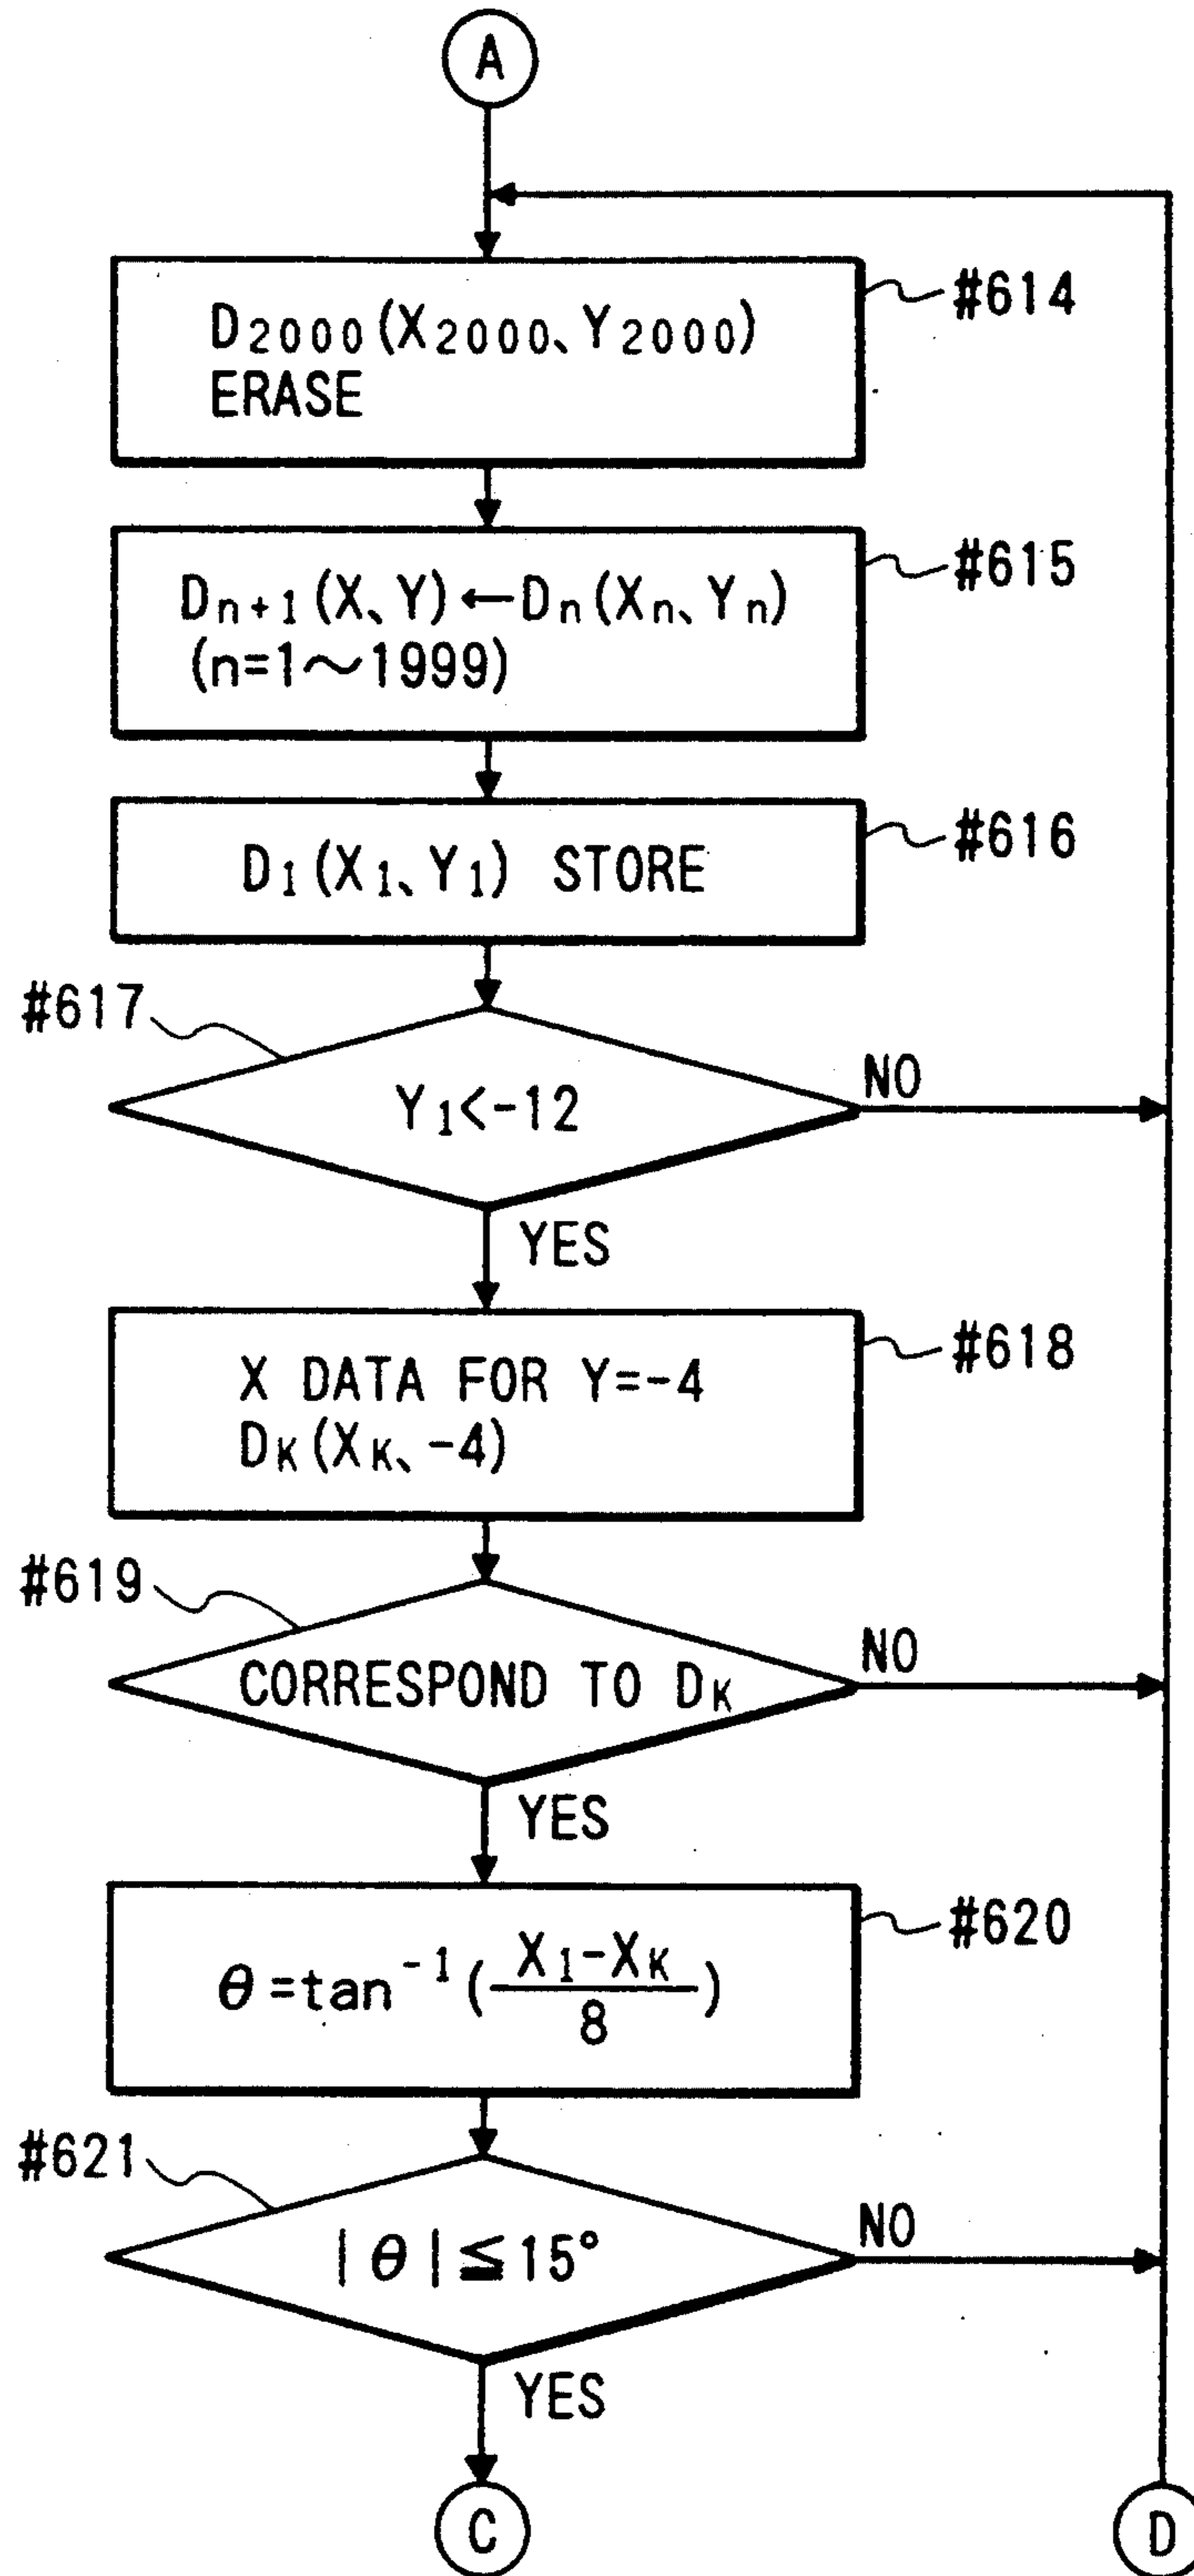 A
#614
D2000(X2000、Y2000)
ERASE
#615
Dn+1(X、Y)←Dn(Xn、Yn)
(n=1～1999)
#616
D1(X1、Y1) STORE
#617
Y1<-12
NO
YES
#618
X DATA FOR Y=-4
DK(XK、-4)
#619
CORRESPOND TO DK
NO
YES
#620
θ=tan-1(X1-XK/8)
#621
|θ|≦15°
NO
YES
C
D